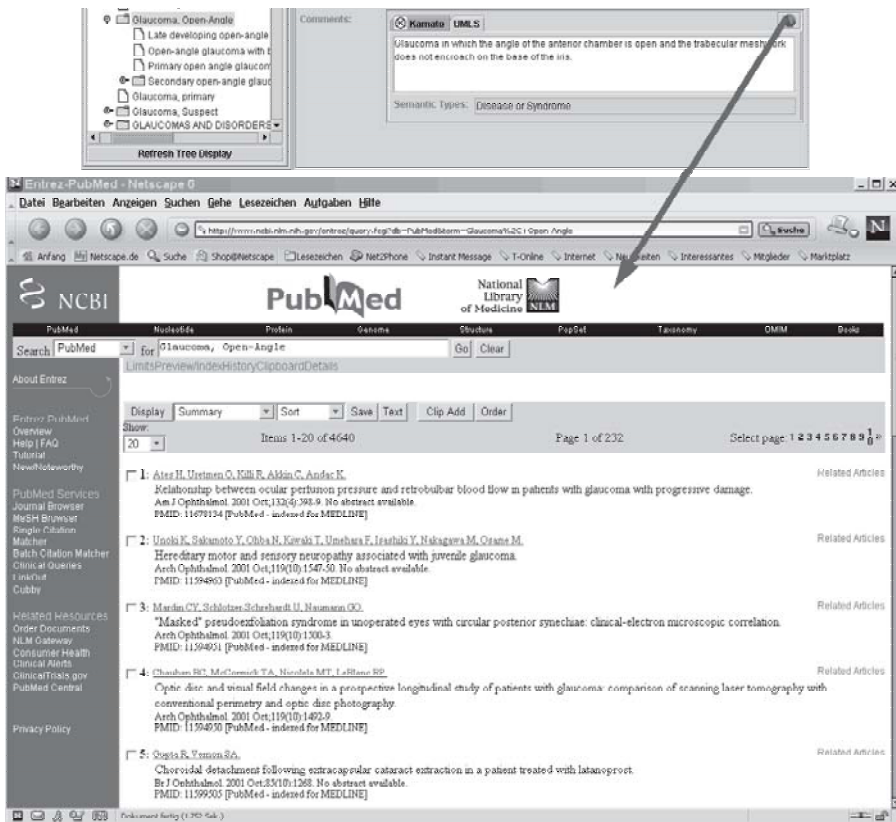 Glaucoma, Open-Angle
Late developing open-angle
Open-angle glaucoma with b
Primary open angle glaucom
Secondary open-angle glauc
Glaucoma, primary
Glaucoma, Suspect
GLAUCOMAS AND DISORDERS
Refresh Tree Display
Comments:
Kamato UMLS
Glaucoma in which the angle of the anterior chamber is open and the trabecular meshwork
does not encroach on the base of the iris.
Semantic Types: Disease or Syndrome
Entrez-PubMed - Netscape 6
Datei Bearbeiten Anzeigen Suchen Gehe Lesezeichen Aufgaben Hilfe
Suche
N
Anfang Netscape.de Suche Shop@Netscape Lesezeichen Net2Phone Instant Message T-Online Internet Neuigkeiten Interessantes Mitglieder Marktplatz
NCBI
PubMed
National
Library
of Medicine NLM
PubMed Nucleotide Protein Genome Structure PopSet Taxonomy OMIM Books
Search PubMed for Glaucoma, Open-Angle Go Clear
LimitsPreview/IndexHistoryClipboardDetails
About Entrez
Entrez PubMed
Overview
Help | FAQ
Tutorial
New/Noteworthy
PubMed Services
Journal Browser
MeSH Browser
Single Citation
Matcher
Batch Citation Matcher
Clinical Queries
LinkOut
Cubby
Related Resources
Order Documents
NLM Gateway
Consumer Health
Clinical Alerts
ClinicalTrials.gov
PubMed Central
Privacy Policy
Display Summary Sort Save Text Clip Add Order
Show:
20 Items 1-20 of 4640 Page 1 of 232 Select page: 1 2 3 4 5 6 7 8 9 10 »
1: Ates H, Uretmen O, Killi R, Akkin C, Andac K. Related Articles
Relationship between ocular perfusion pressure and retrobulbar blood flow in patients with glaucoma with progressive damage.
Am J Ophthalmol. 2001 Oct;132(4):598-9. No abstract available.
PMID: 11678134 [PubMed - indexed for MEDLINE]
2: Unoki K, Sakamoto Y, Ohba N, Kiwaki T, Umehara F, Isashiki Y, Nakagawa M, Osame M. Related Articles
Hereditary motor and sensory neuropathy associated with juvenile glaucoma.
Arch Ophthalmol. 2001 Oct;119(10):1547-50. No abstract available.
PMID: 11594963 [PubMed - indexed for MEDLINE]
3: Mardin CY, Schlotzer-Schrehardt U, Naumann GO. Related Articles
"Masked" pseudoexfoliation syndrome in unoperated eyes with circular posterior synechiae: clinical-electron microscopic correlation.
Arch Ophthalmol. 2001 Oct;119(10):1500-3.
PMID: 11594951 [PubMed - indexed for MEDLINE]
4: Chauhan BC, McCormick TA, Nicolela MT, LeBlanc RP. Related Articles
Optic disc and visual field changes in a prospective longitudinal study of patients with glaucoma: comparison of scanning laser tomography with
conventional perimetry and optic disc photography.
Arch Ophthalmol. 2001 Oct;119(10):1492-9.
PMID: 11594950 [PubMed - indexed for MEDLINE]
5: Gupta R, Vernon SA. Related Articles
Choroidal detachment following extracapsular cataract extraction in a patient treated with latanoprost.
Br J Ophthalmol. 2001 Oct;85(10):1268. No abstract available.
PMID: 11599505 [PubMed - indexed for MEDLINE]